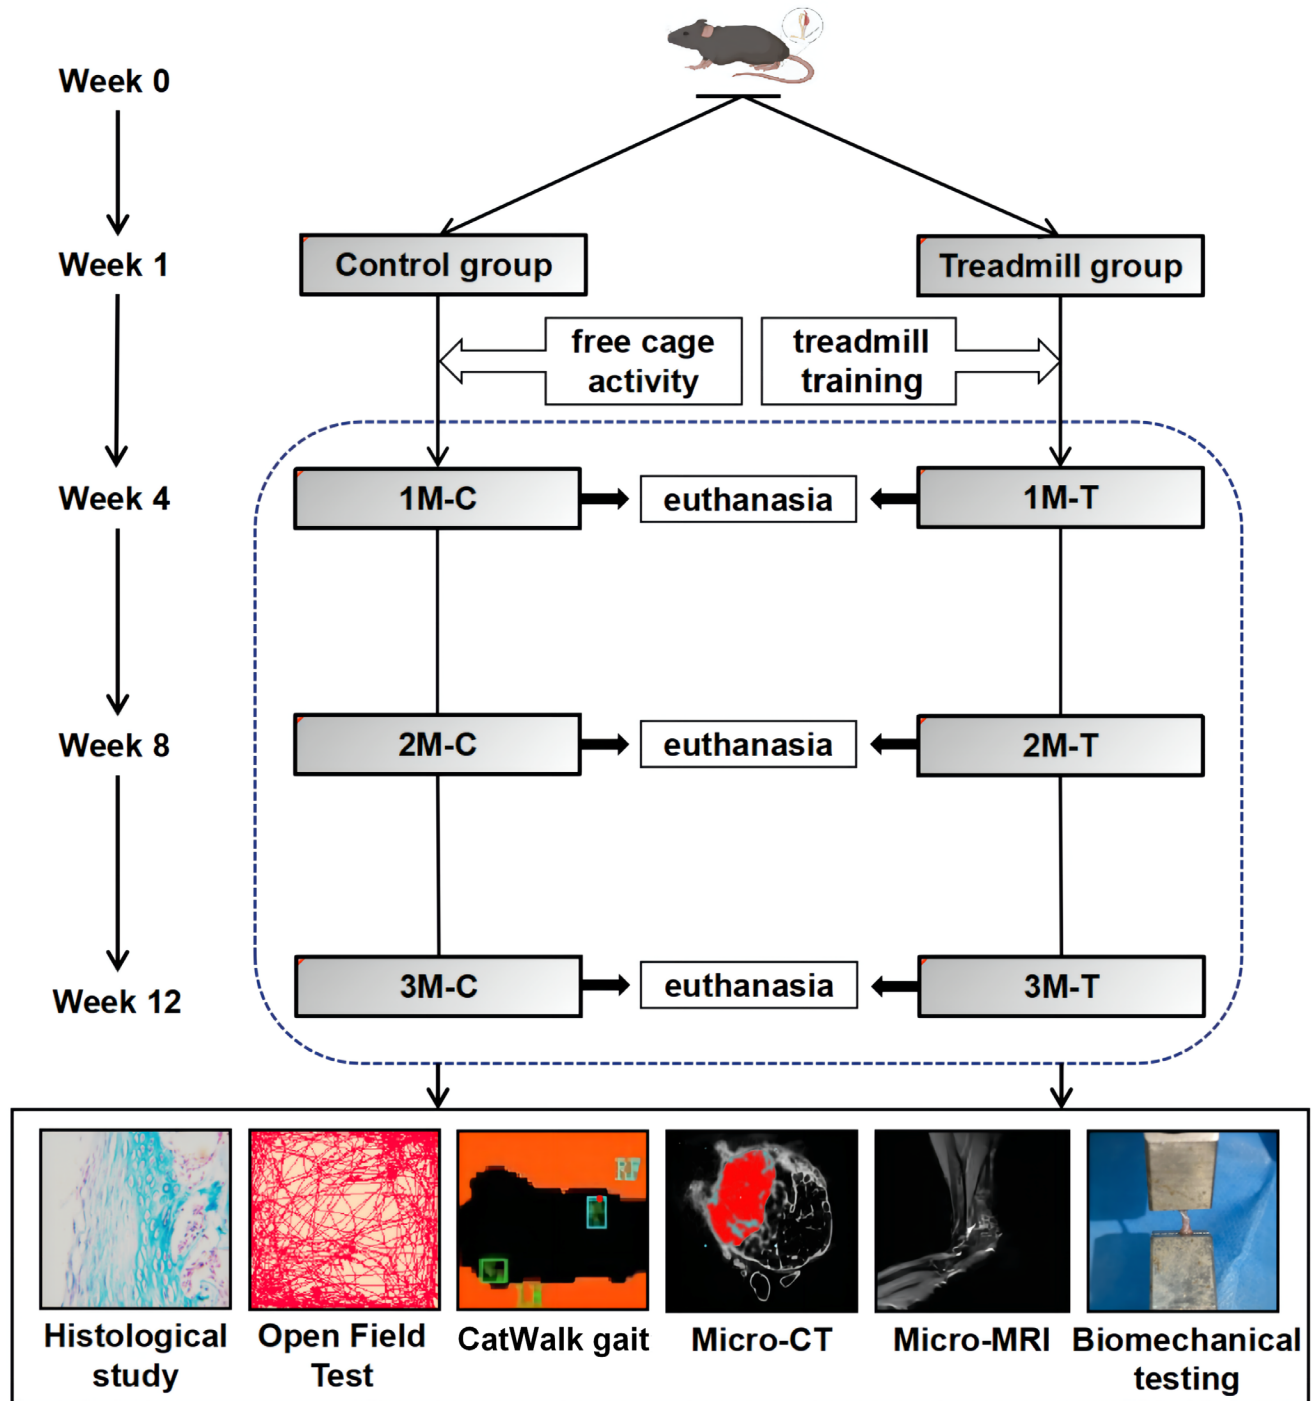 Week 0
Week 1
Control group
Treadmill group
free cage
activity
treadmill
training
Week 4
1M-C
euthanasia
1M-T
Week 8
2M-C
euthanasia
2M-T
Week 12
3M-C
euthanasia
3M-T
RF
Histological
study
Open Field
Test
CatWalk gait
Micro-CT
Micro-MRI
Biomechanical
testing